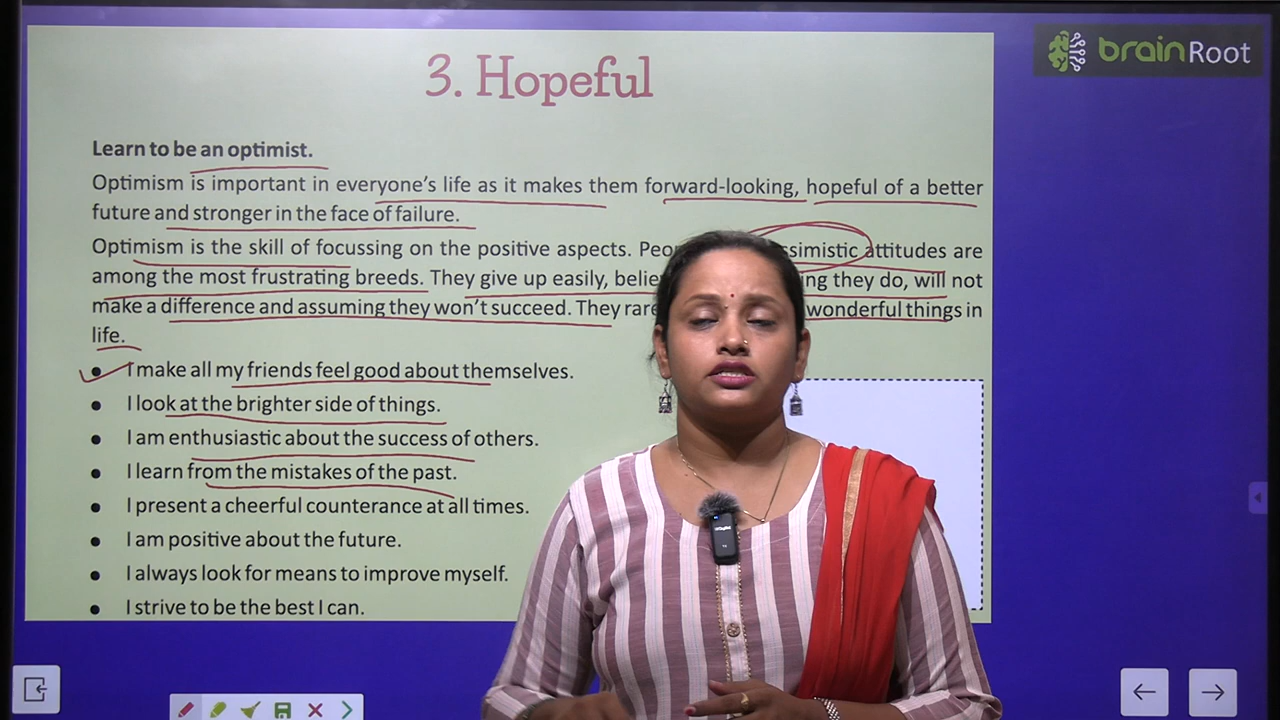 brainRoot
3. Hopeful
Learn to be an optimist.
Optimism is important in everyone's life as it makes them forward-looking, hopeful of a better
future and stronger in the face of failure.
Optimism is the skill of focussing on the positive aspects. attitudes are
among the most frustrating breeds. They give up easily, they do, will not
make a difference and assuming they won't succeed. They wonderful things in
life.
I make all my friends feel good about themselves.
I look at the brighter side of things.
I am enthusiastic about the success of others.
I learn from the mistakes of the past.
I present a cheerful counterance at all times.
I am positive about the future.
I always look for means to improve myself.
I strive to be the best I can.